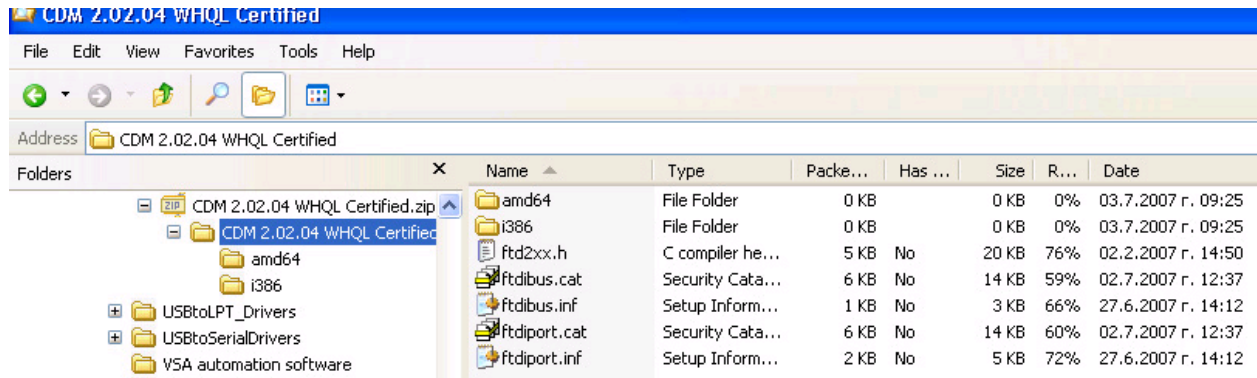 CDM 2.02.04 WHQL Certified
File Edit View Favorites Tools Help
Address CDM 2.02.04 WHQL Certified
Folders
ZIP CDM 2.02.04 WHQL Certified.zip
CDM 2.02.04 WHQL Certified
amd64
i386
USBtoLPT_Drivers
USBtoSerialDrivers
VSA automation software
Name Type Packe... Has ... Size R... Date
amd64 File Folder 0 KB 0 KB 0% 03.7.2007 г. 09:25
i386 File Folder 0 KB 0 KB 0% 03.7.2007 г. 09:25
ftd2xx.h C compiler he... 5 KB No 20 KB 76% 02.2.2007 г. 14:50
ftdibus.cat Security Cata... 6 KB No 14 KB 59% 02.7.2007 г. 12:37
ftdibus.inf Setup Inform... 1 KB No 3 KB 66% 27.6.2007 г. 14:12
ftdiport.cat Security Cata... 6 KB No 14 KB 60% 02.7.2007 г. 12:37
ftdiport.inf Setup Inform... 2 KB No 5 KB 72% 27.6.2007 г. 14:12